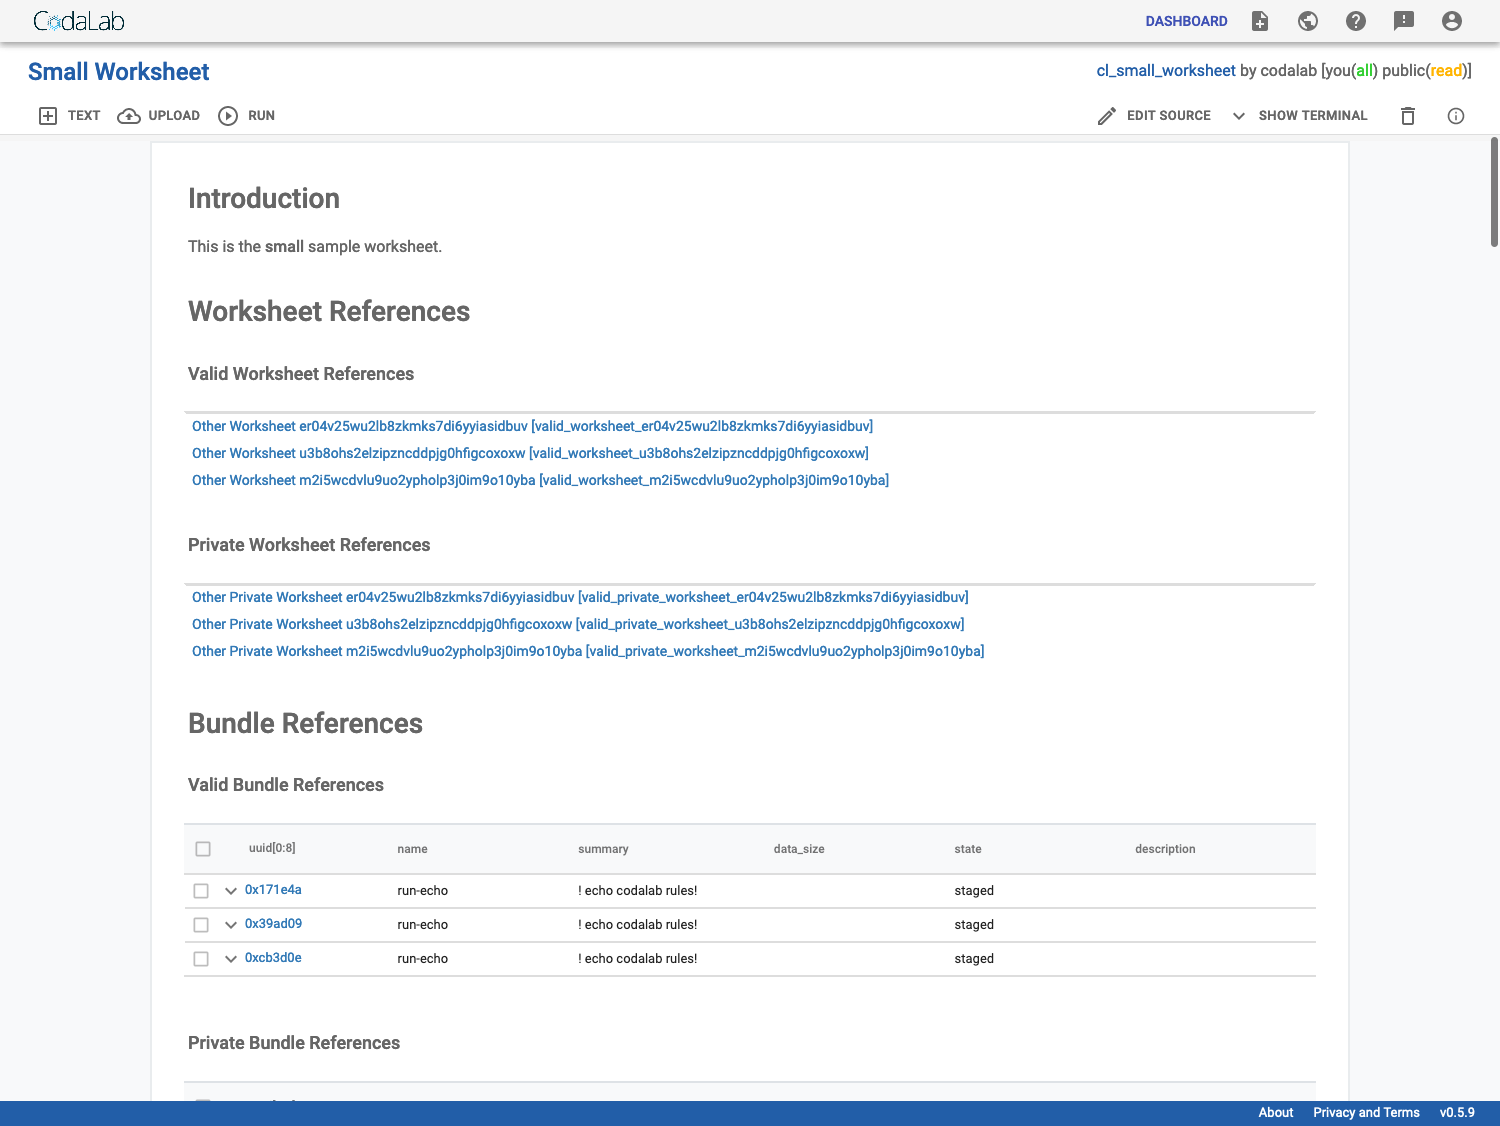 CodaLab
DASHBOARD
Small Worksheet
cl_small_worksheet by codalab [you(all) public(read)]
TEXT UPLOAD RUN
EDIT SOURCE SHOW TERMINAL
Introduction
This is the small sample worksheet.
Worksheet References
Valid Worksheet References
Other Worksheet er04v25wu2lb8zkmks7di6yyiasidbuv [valid_worksheet_er04v25wu2lb8zkmks7di6yyiasidbuv]
Other Worksheet u3b8ohs2elzipzncddpjg0hfigcoxoxw [valid_worksheet_u3b8ohs2elzipzncddpjg0hfigcoxoxw]
Other Worksheet m2i5wcdvlu9uo2ypholp3j0im9o10yba [valid_worksheet_m2i5wcdvlu9uo2ypholp3j0im9o10yba]
Private Worksheet References
Other Private Worksheet er04v25wu2lb8zkmks7di6yyiasidbuv [valid_private_worksheet_er04v25wu2lb8zkmks7di6yyiasidbuv]
Other Private Worksheet u3b8ohs2elzipzncddpjg0hfigcoxoxw [valid_private_worksheet_u3b8ohs2elzipzncddpjg0hfigcoxoxw]
Other Private Worksheet m2i5wcdvlu9uo2ypholp3j0im9o10yba [valid_private_worksheet_m2i5wcdvlu9uo2ypholp3j0im9o10yba]
Bundle References
Valid Bundle References
uuid[0:8] name summary data_size state description
0x171e4a run-echo ! echo codalab rules! staged
0x39ad09 run-echo ! echo codalab rules! staged
0xcb3d0e run-echo ! echo codalab rules! staged
Private Bundle References
About Privacy and Terms v0.5.9